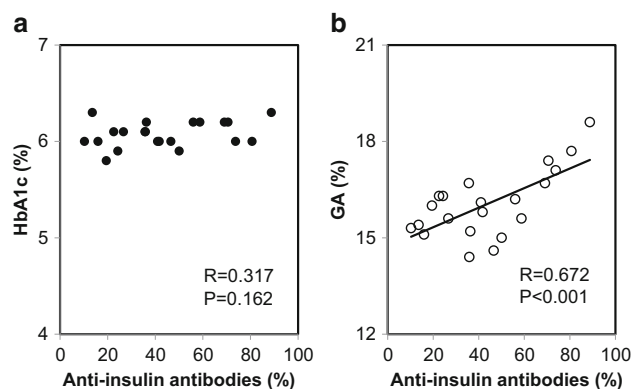 a
7
6
5
4
HbA1c (%)
R=0.317
P=0.162
0 20 40 60 80 100
Anti-insulin antibodies (%)
b
21
18
15
12
GA (%)
R=0.672
P<0.001
0 20 40 60 80 100
Anti-insulin antibodies (%)